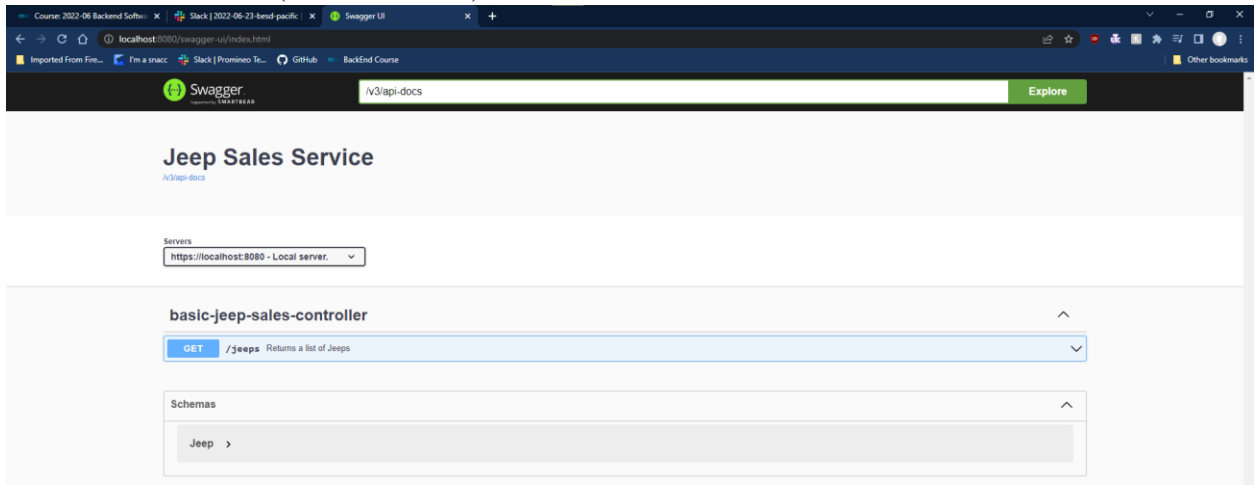 Course: 2022-06 Backend Softw
Slack | 2022-06-23-besd-pacific |
Swagger UI
localhost:8080/swagger-ui/index.html
Imported From Fire...
I'm a snacc
Slack | Promineo Te...
GitHub
BackEnd Course
Other bookmarks
Swagger.
Supported by SMARTBEAR
/v3/api-docs
Explore
Jeep Sales Service
/v3/api-docs
Servers
https://localhost:8080 - Local server.
basic-jeep-sales-controller
GET /jeeps Returns a list of Jeeps
Schemas
Jeep